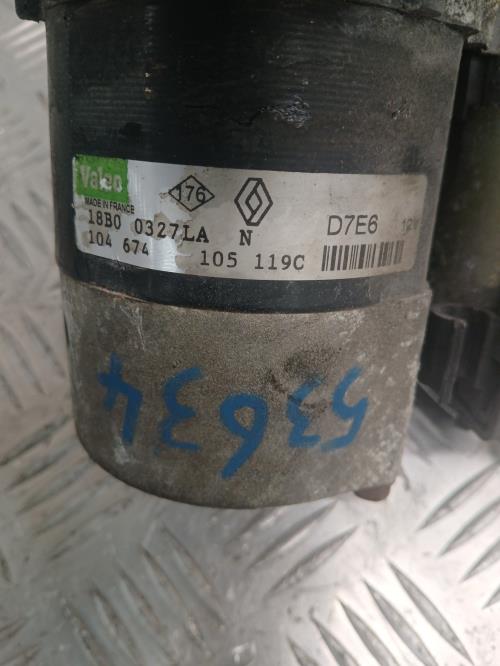 Valeo
MADE IN FRANCE
176
18B0 0327LA N
D7E6 12V
104 674 105 119C
53634